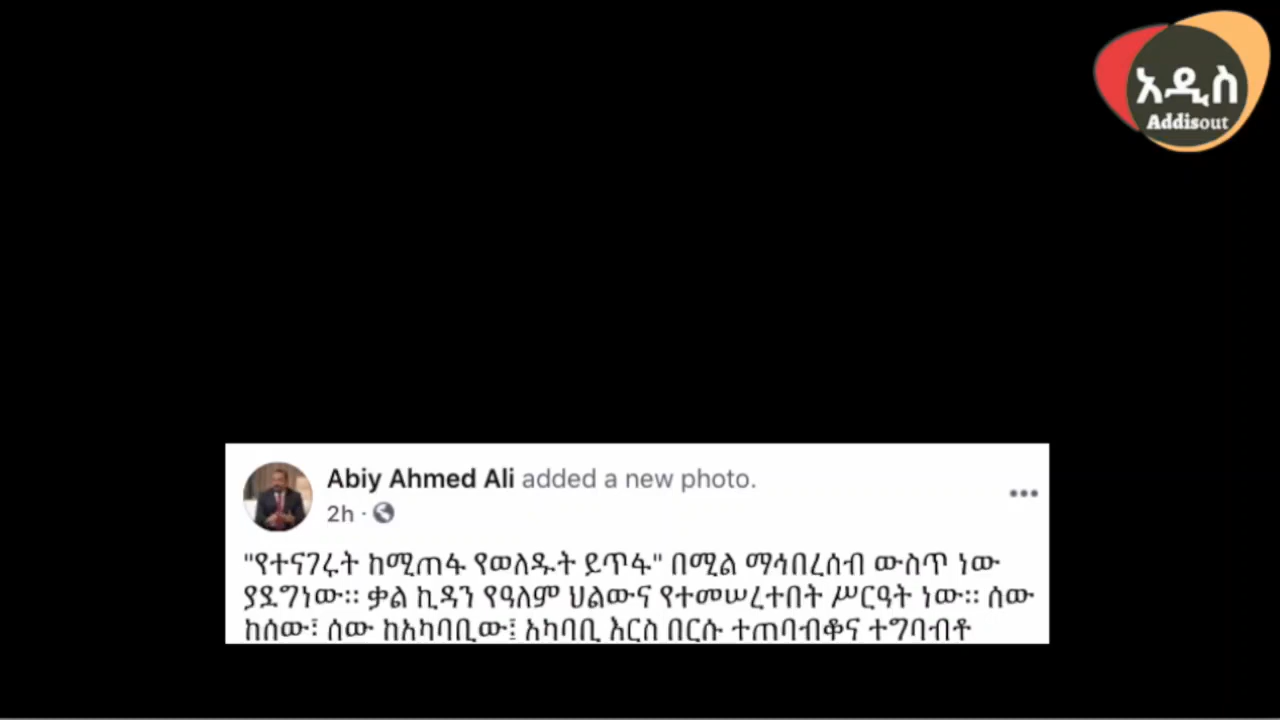 አዲስ
Addisout
Abiy Ahmed Ali added a new photo.
2h ·
"የተናገሩት ከሚጠፋ የወለዱት ይጥፋ" በሚል ማኅበረሰብ ውስጥ ነው
ያደግነው። ቃል ኪዳን የዓለም ህልውና የተመሠረተበት ሥርዓት ነው። ሰው
ከሰው፣ ሰው ከአካባቢው፤ አካባቢ እርስ በርሱ ተጠባብቆና ተግባብቶ